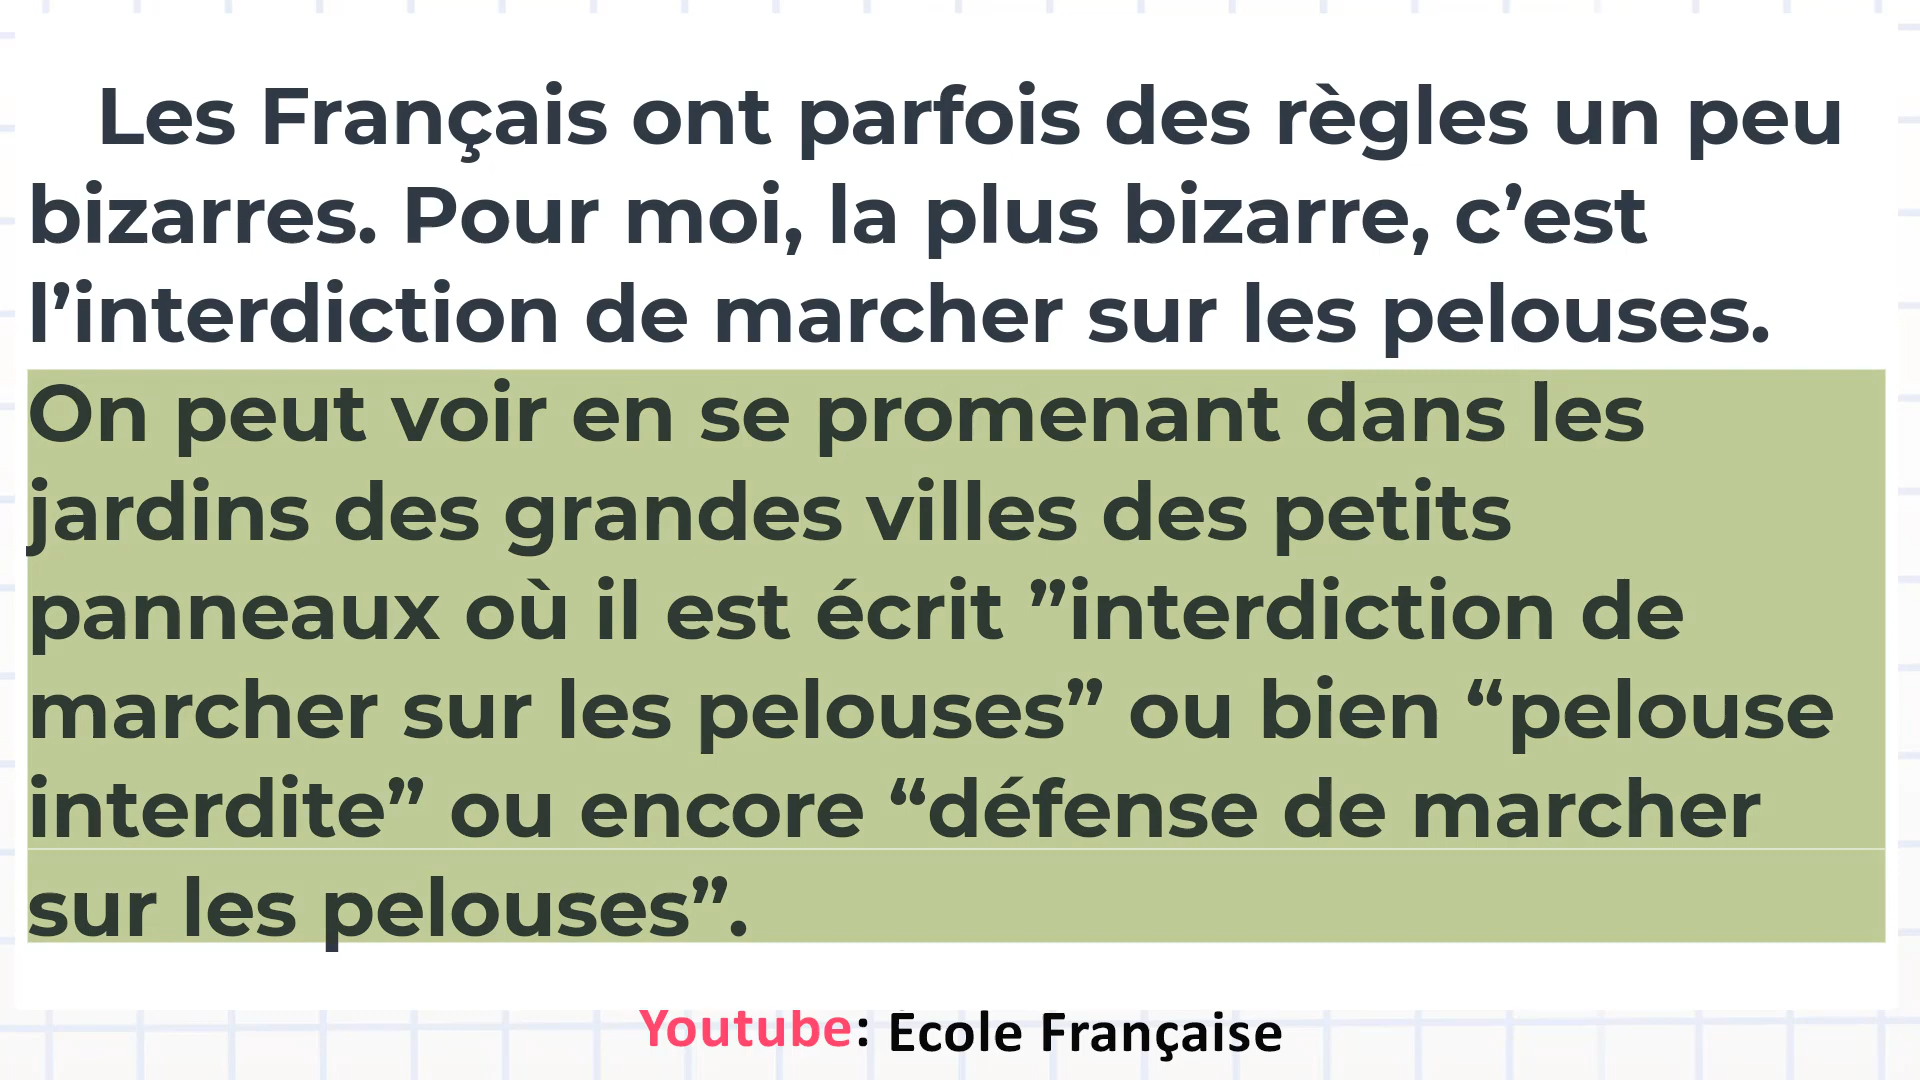 Les Français ont parfois des règles un peu
bizarres. Pour moi, la plus bizarre, c’est
l’interdiction de marcher sur les pelouses.
On peut voir en se promenant dans les
jardins des grandes villes des petits
panneaux où il est écrit ”interdiction de
marcher sur les pelouses” ou bien “pelouse
interdite” ou encore “défense de marcher
sur les pelouses”.
Youtube: Ecole Française